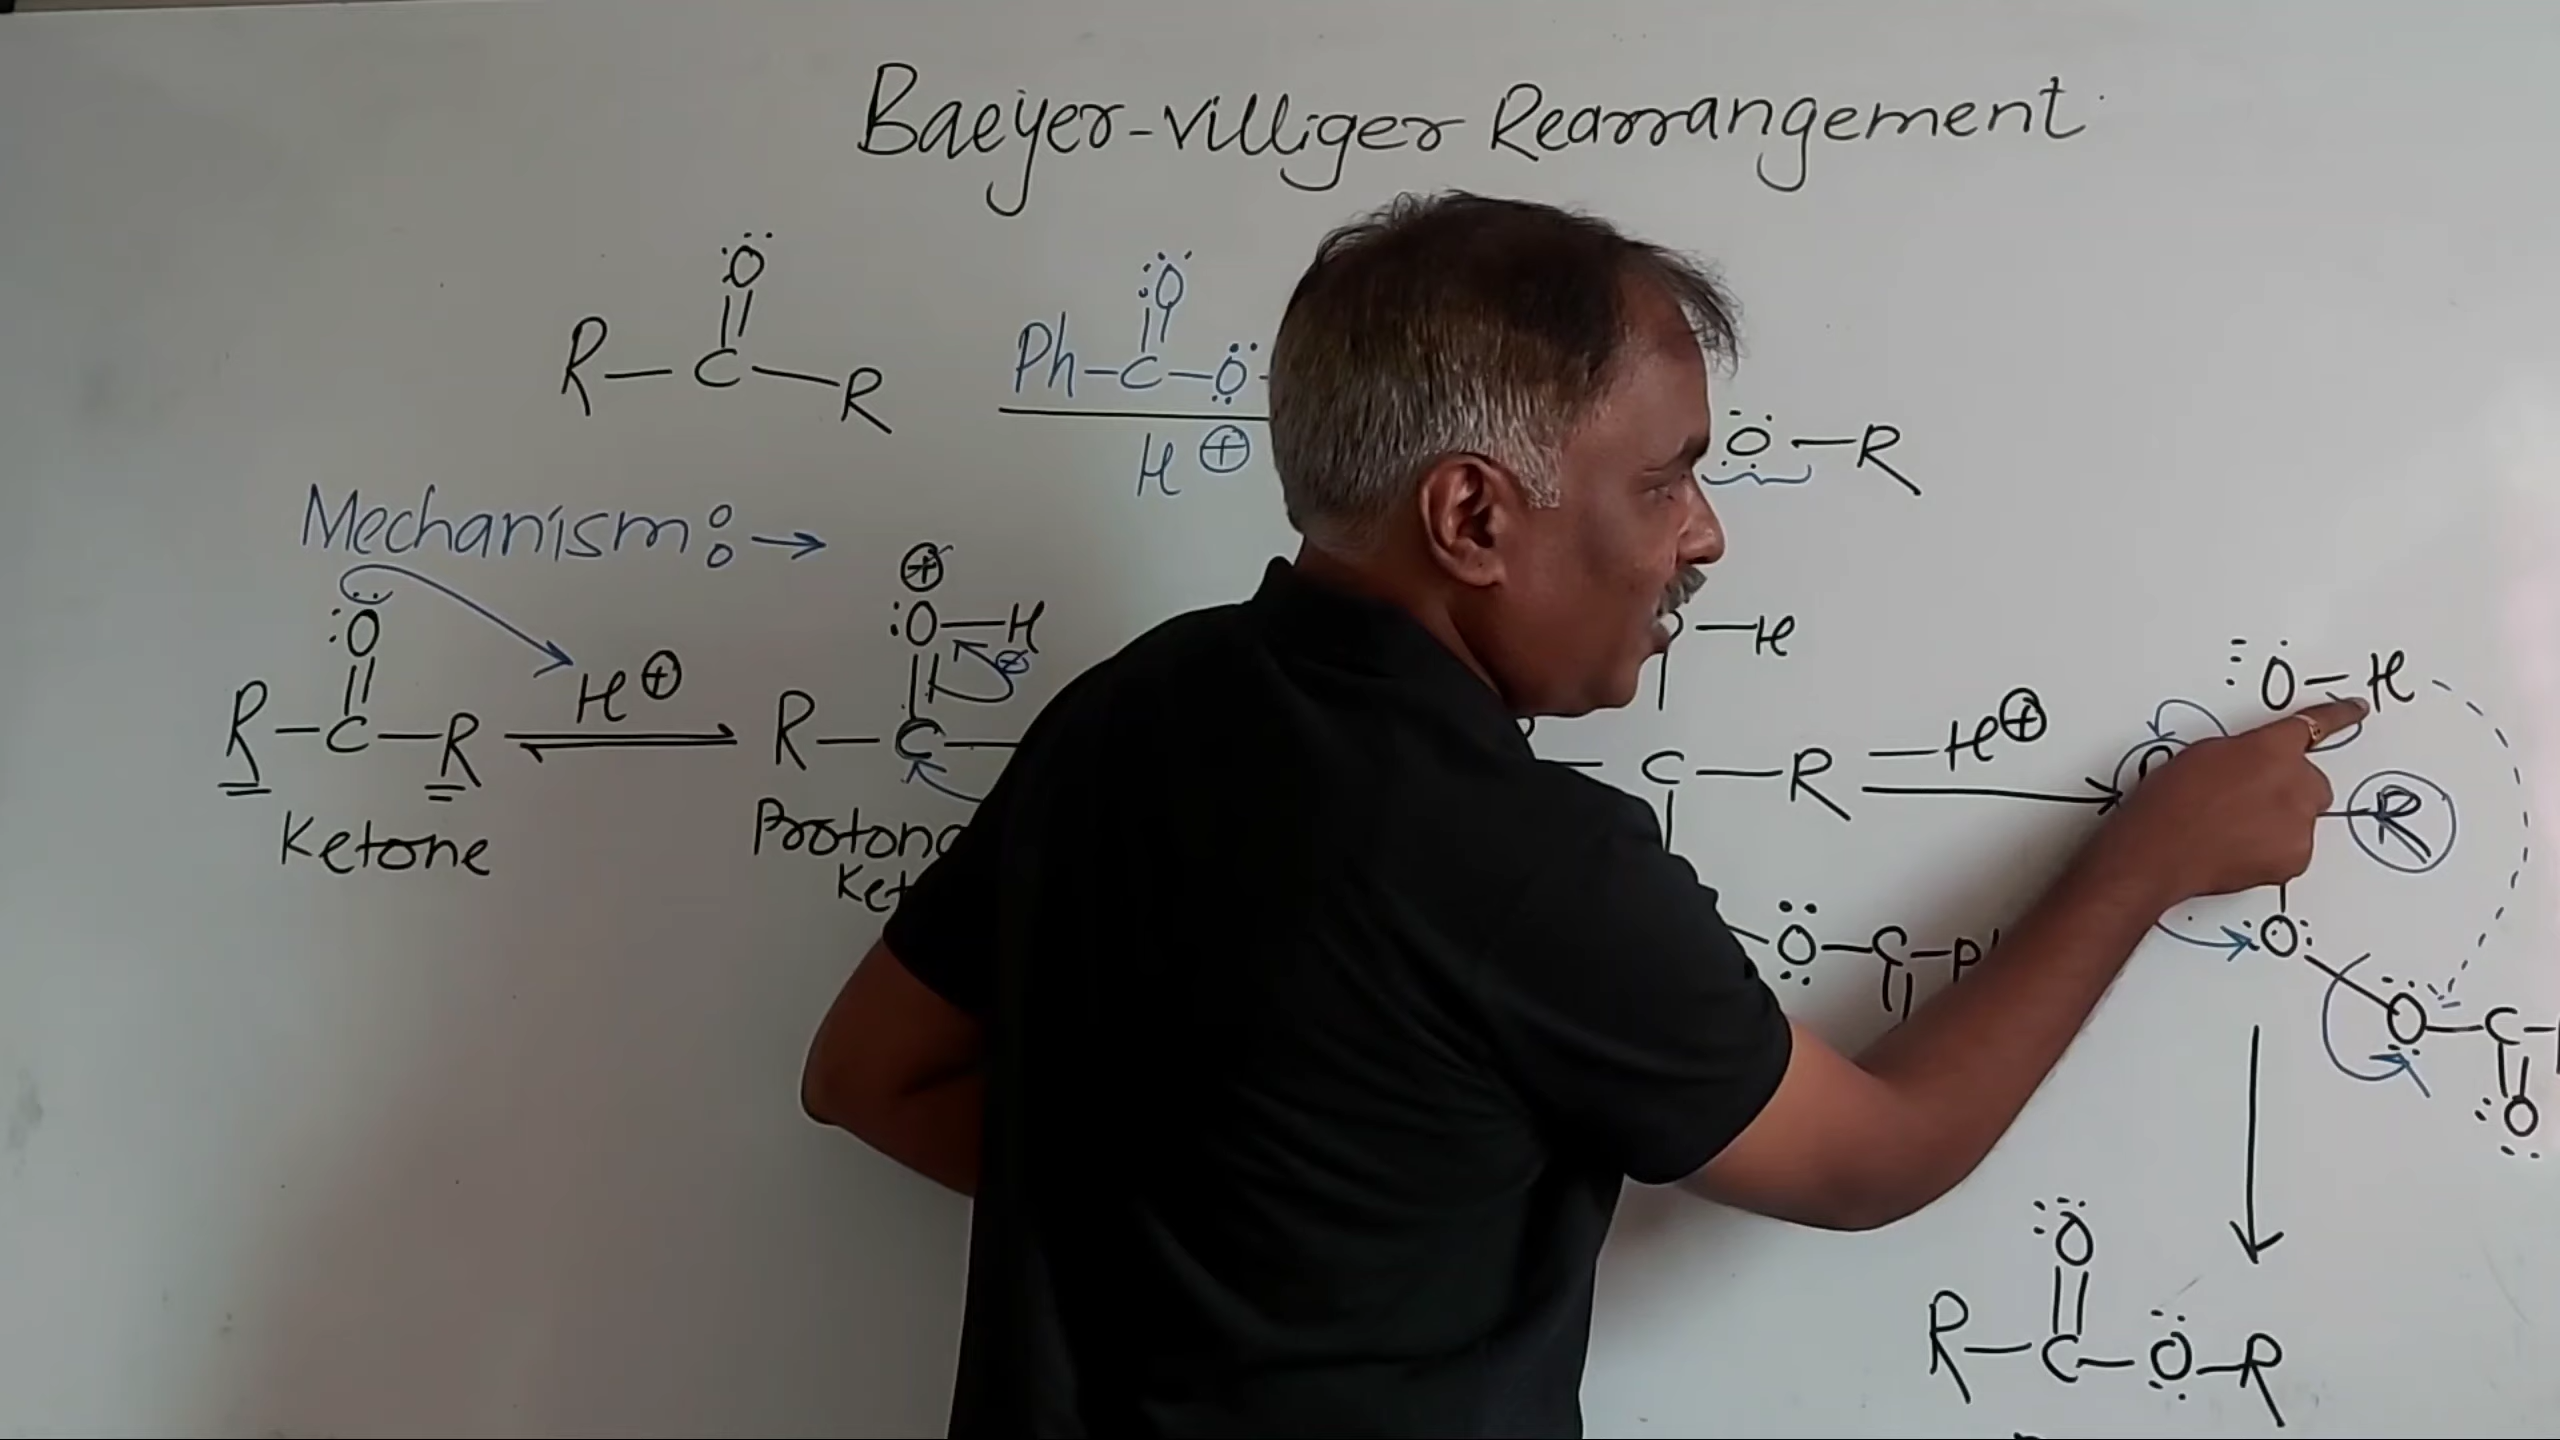 Baeyer-Villiger Rearrangement
:Ö:
R-C-R
:Ö:
Ph-C-Ö-
H⊕
Ö-R
Mechanism: →
:Ö
R-C-R
H⊕
Ketone
⊕
:O-H
R-C
-H
C-R
-H⊕
Ö-C-
:Ö-H
R
:O:
Ö-C-
:Ö
:Ö
R-C-Ö-R